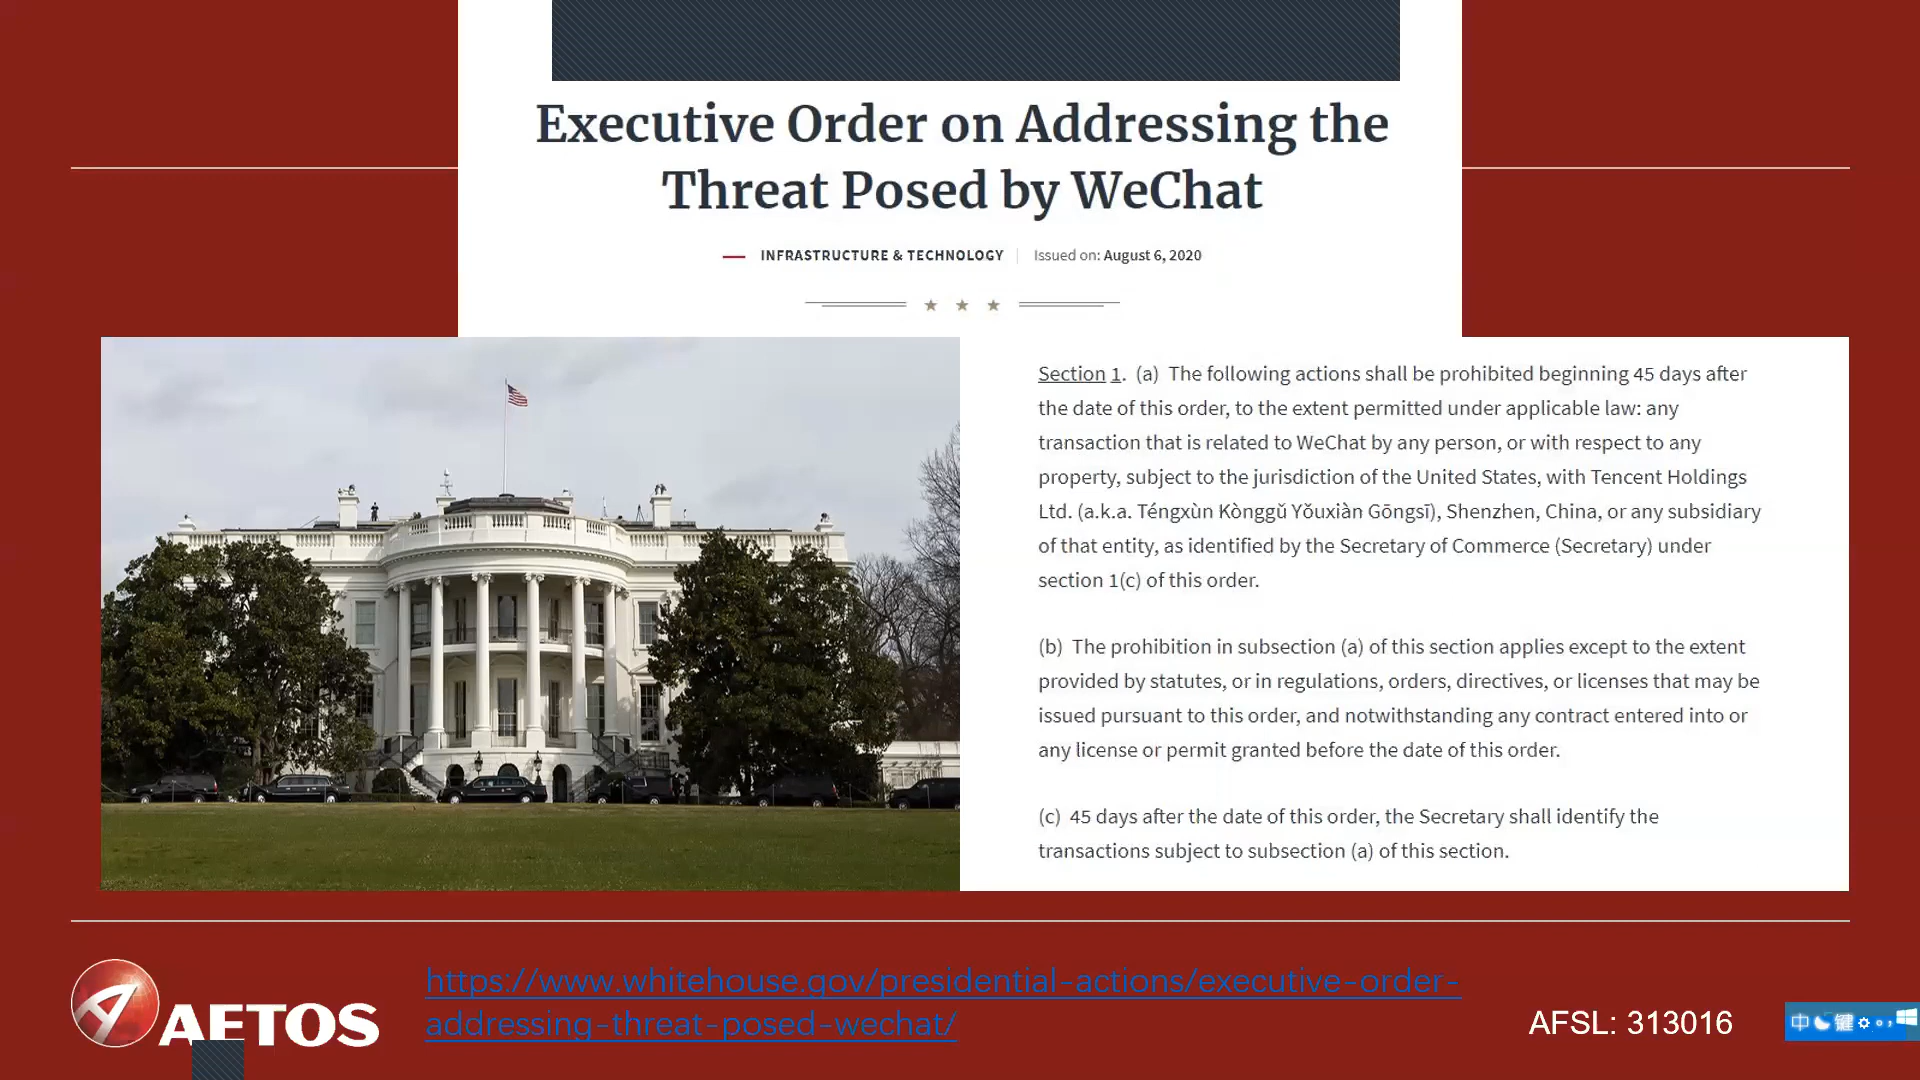 Executive Order on Addressing the
Threat Posed by WeChat
INFRASTRUCTURE & TECHNOLOGY
Issued on: August 6, 2020
Section 1. (a) The following actions shall be prohibited beginning 45 days after
the date of this order, to the extent permitted under applicable law: any
transaction that is related to WeChat by any person, or with respect to any
property, subject to the jurisdiction of the United States, with Tencent Holdings
Ltd. (a.k.a. Téngxùn Kònggŭ Yŏuxiàn Gōngsī), Shenzhen, China, or any subsidiary
of that entity, as identified by the Secretary of Commerce (Secretary) under
section 1(c) of this order.
(b) The prohibition in subsection (a) of this section applies except to the extent
provided by statutes, or in regulations, orders, directives, or licenses that may be
issued pursuant to this order, and notwithstanding any contract entered into or
any license or permit granted before the date of this order.
(c) 45 days after the date of this order, the Secretary shall identify the
transactions subject to subsection (a) of this section.
AETOS
https://www.whitehouse.gov/presidential-actions/executive-order-
addressing-threat-posed-wechat/
AFSL: 313016
中 键